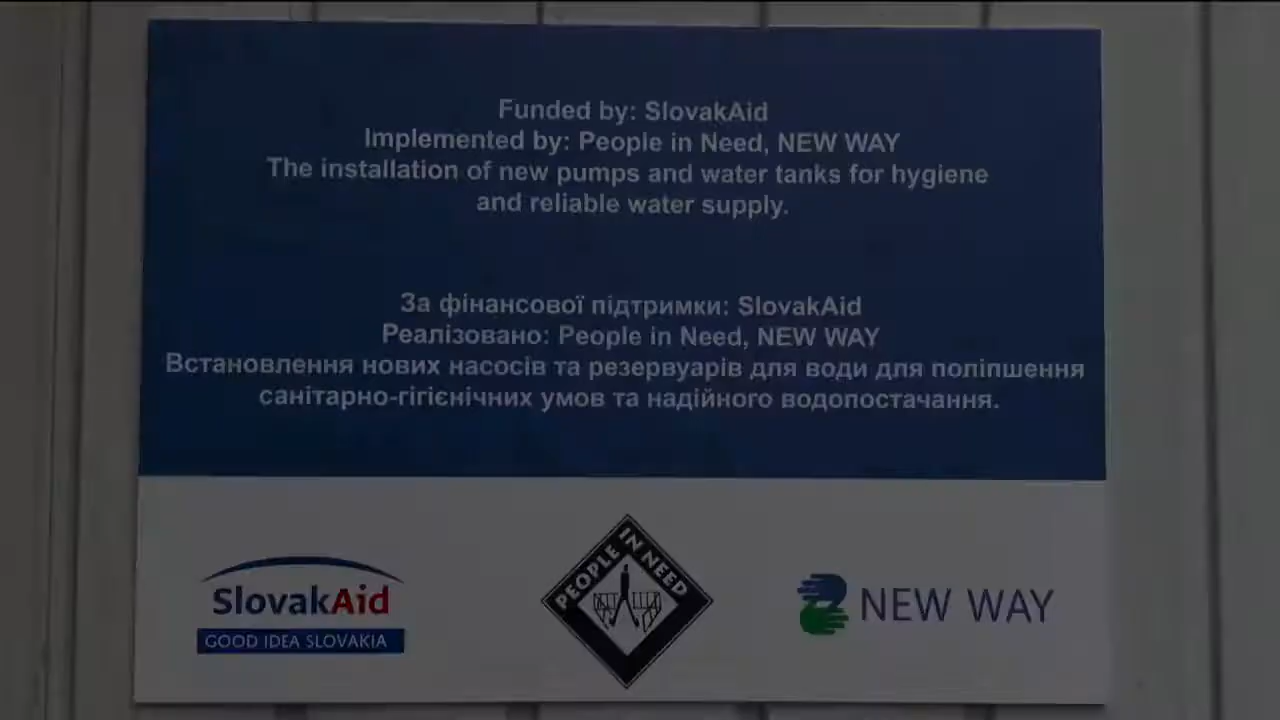 Funded by: SlovakAid
Implemented by: People in Need, NEW WAY
The installation of new pumps and water tanks for hygiene
and reliable water supply.
За фінансової підтримки: SlovakAid
Реалізовано: People in Need, NEW WAY
Встановлення нових насосів та резервуарів для води для поліпшення
санітарно-гігієнічних умов та надійного водопостачання.
SlovakAid
GOOD IDEA SLOVAKIA
PEOPLE IN NEED
NEW WAY